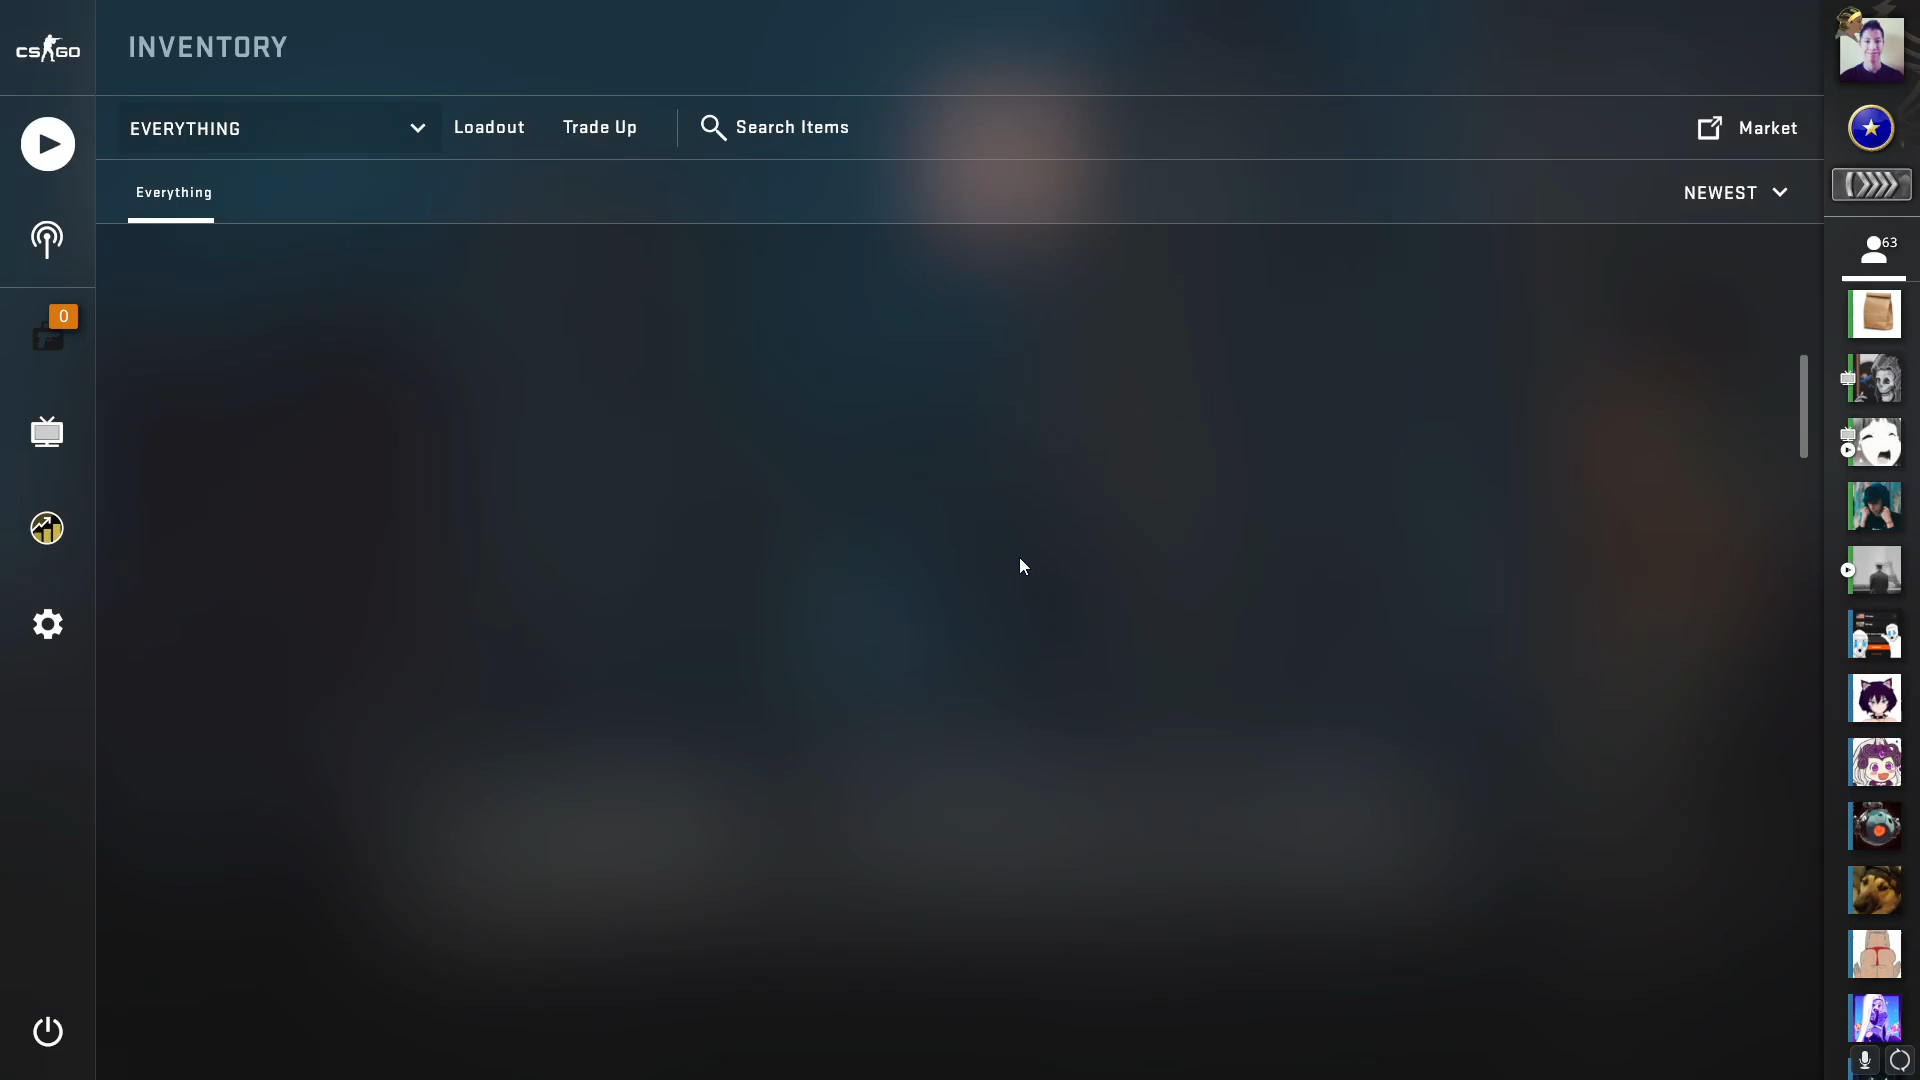 CS GO
INVENTORY
EVERYTHING
Loadout
Trade Up
Search Items
Market
Everything
NEWEST
63
0